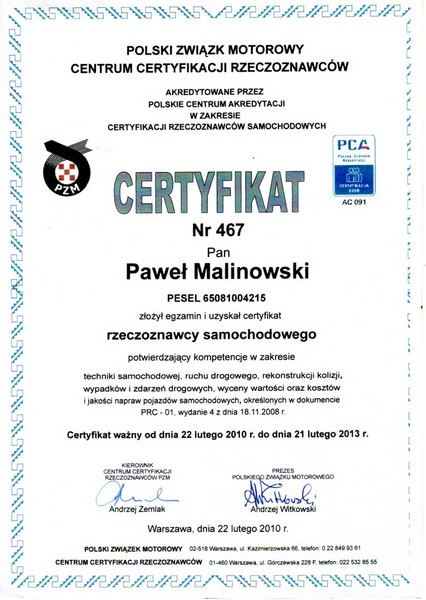 POLSKI ZWIĄZK MOTOROWY
CENTRUM CERTYFIKACJI RZECZOZNAWCÓW
AKREDYTOWANE PRZEZ
POLSKIE CENTRUM AKREDYTACJI
W ZAKRESIE
CERTYFIKACJI RZECZOZNAWCÓW SAMOCHODOWYCH
PZM
PCA
CERTYFIKACJA
OSÓB
AC 091
CERTYFIKAT
Nr 467
Pan
Paweł Malinowski
PESEL 65081004215
złożył egzamin i uzyskał certyfikat
rzeczoznawcy samochodowego
potwierdzający kompetencje w zakresie
techniki samochodowej, ruchu drogowego, rekonstrukcji kolizji,
wypadków i zdarzeń drogowych, wyceny wartości oraz kosztów
i jakości napraw pojazdów samochodowych, określonych w dokumencie
PRC - 01, wydanie 4 z dnia 18.11.2008 r.
Certyfikat ważny od dnia 22 lutego 2010 r. do dnia 21 lutego 2013 r.
KIEROWNIK
CENTRUM CERTYFIKACJI
RZECZOZNAWCÓW PZM
Andrzej Żemlak
PREZES
POLSKIEGO ZWIĄZKU MOTOROWEGO
Andrzej Witkowski
Warszawa, dnia 22 lutego 2010 r.
POLSKI ZWIĄZEK MOTOROWY 02-518 Warszawa, ul. Kazimierzowska 66, telefon: 0 22 849 93 61
CENTRUM CERTYFIKACJI RZECZOZNAWCÓW 01-460 Warszawa, ul. Górczewska 228 F, telefon: 022 532 85 55